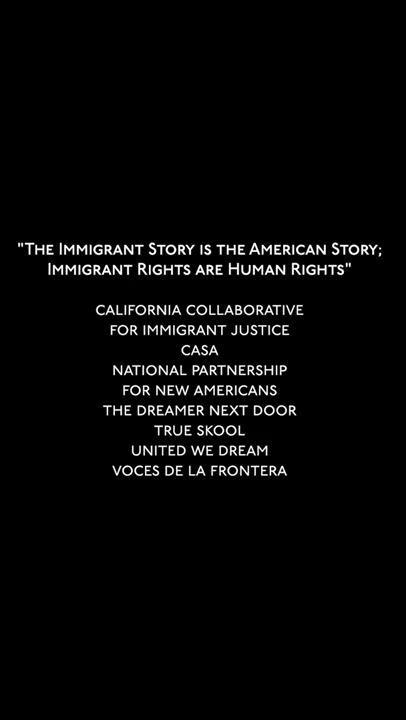 "The Immigrant Story is the American Story;
Immigrant Rights are Human Rights"
CALIFORNIA COLLABORATIVE
FOR IMMIGRANT JUSTICE
CASA
NATIONAL PARTNERSHIP
FOR NEW AMERICANS
THE DREAMER NEXT DOOR
TRUE SKOOL
UNITED WE DREAM
VOCES DE LA FRONTERA